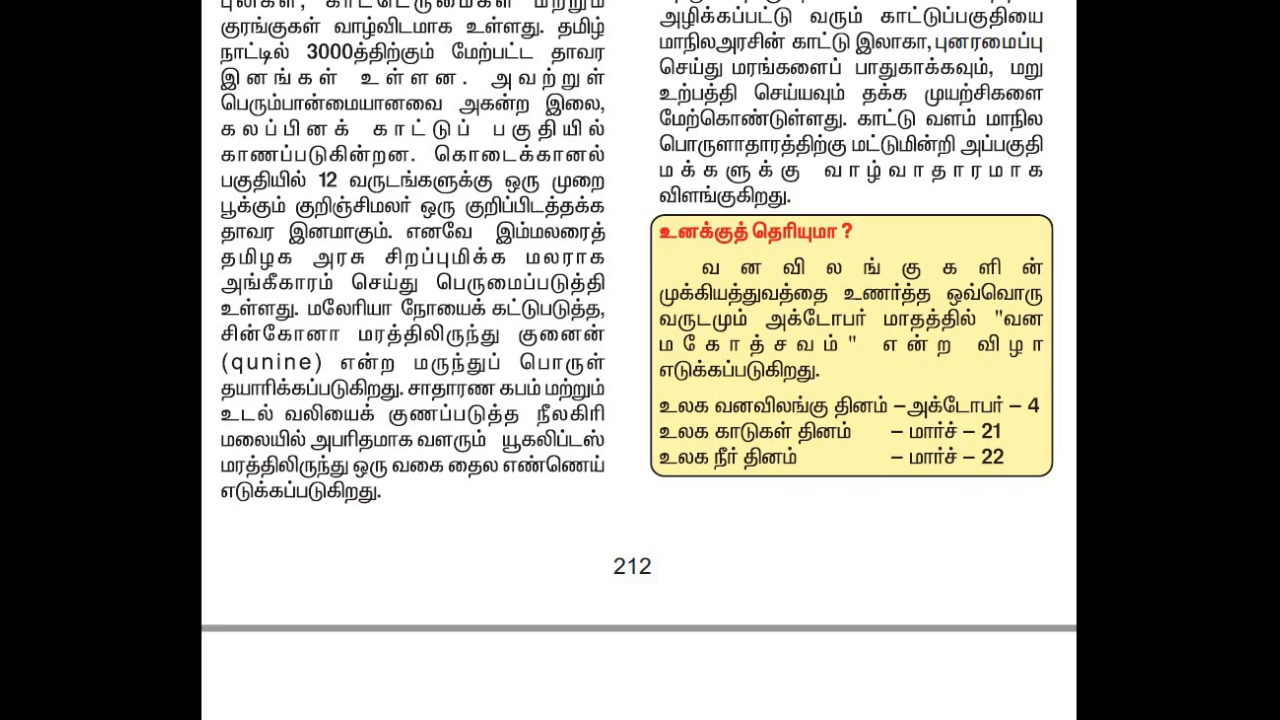 குரங்குகள் வாழ்விடமாக உள்ளது. தமிழ்
நாட்டில் 3000த்திற்கும் மேற்பட்ட தாவர
இனங்கள் உள்ளன. அவற்றுள்
பெரும்பான்மையானவை அகன்ற இலை,
கலப்பினக் காட்டுப் பகுதியில்
காணப்படுகின்றன. கொடைக்கானல்
பகுதியில் 12 வருடங்களுக்கு ஒரு முறை
பூக்கும் குறிஞ்சிமலர் ஒரு குறிப்பிடத்தக்க
தாவர இனமாகும். எனவே இம்மலரைத்
தமிழக அரசு சிறப்புமிக்க மலராக
அங்கீகாரம் செய்து பெருமைப்படுத்தி
உள்ளது. மலேரியா நோயைக் கட்டுபடுத்த,
சின்கோனா மரத்திலிருந்து குனைன்
(qunine) என்ற மருந்துப் பொருள்
தயாரிக்கப்படுகிறது. சாதாரண கபம் மற்றும்
உடல் வலியைக் குணப்படுத்த நீலகிரி
மலையில் அபரிதமாக வளரும் யூகலிப்டஸ்
மரத்திலிருந்து ஒரு வகை தைல எண்ணெய்
எடுக்கப்படுகிறது.
அழிக்கப்பட்டு வரும் காட்டுப்பகுதியை
மாநிலஅரசின் காட்டு இலாகா, புனரமைப்பு
செய்து மரங்களைப் பாதுகாக்கவும், மறு
உற்பத்தி செய்யவும் தக்க முயற்சிகளை
மேற்கொண்டுள்ளது. காட்டு வளம் மாநில
பொருளாதாரத்திற்கு மட்டுமின்றி அப்பகுதி
மக்களுக்கு வாழ்வாதாரமாக
விளங்குகிறது.
உனக்குத் தெரியுமா ?
வனவிலங்குகளின்
முக்கியத்துவத்தை உணர்த்த ஒவ்வொரு
வருடமும் அக்டோபர் மாதத்தில் "வன
மகோத்சவம்" என்ற விழா
எடுக்கப்படுகிறது.
உலக வனவிலங்கு தினம் –அக்டோபர் – 4
உலக காடுகள் தினம் – மார்ச் – 21
உலக நீர் தினம் – மார்ச் – 22
212